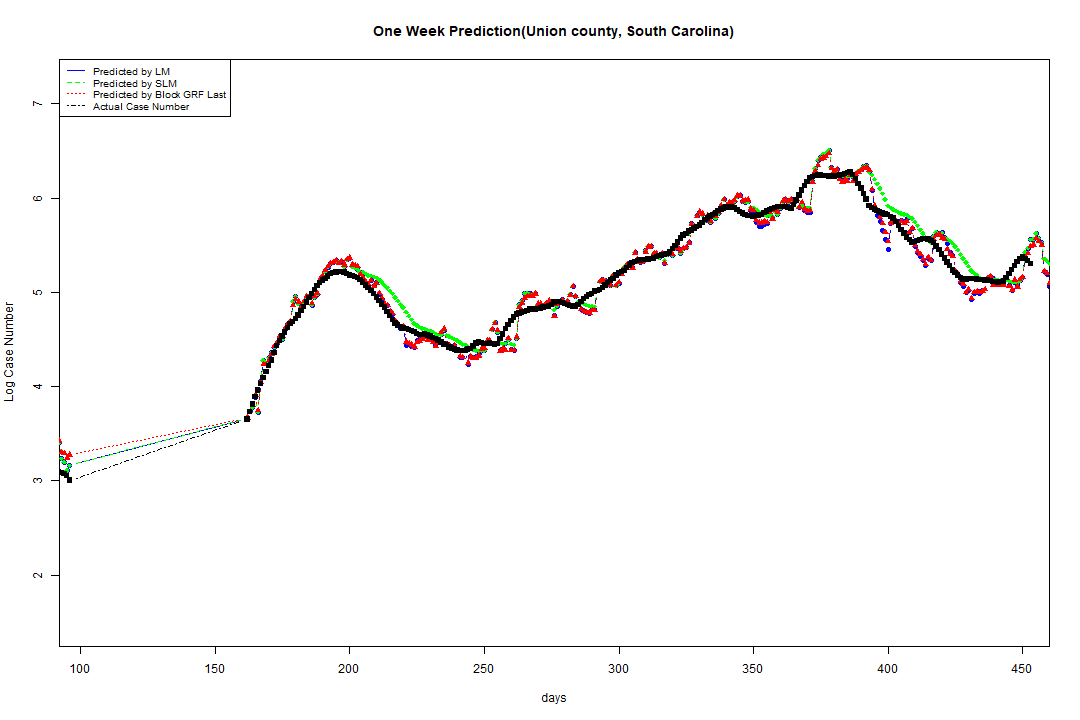 One Week Prediction(Union county, South Carolina)
Predicted by LM
Predicted by SLM
Predicted by Block GRF Last
Actual Case Number
7
6
5
4
3
2
Log Case Number
100 150 200 250 300 350 400 450
days